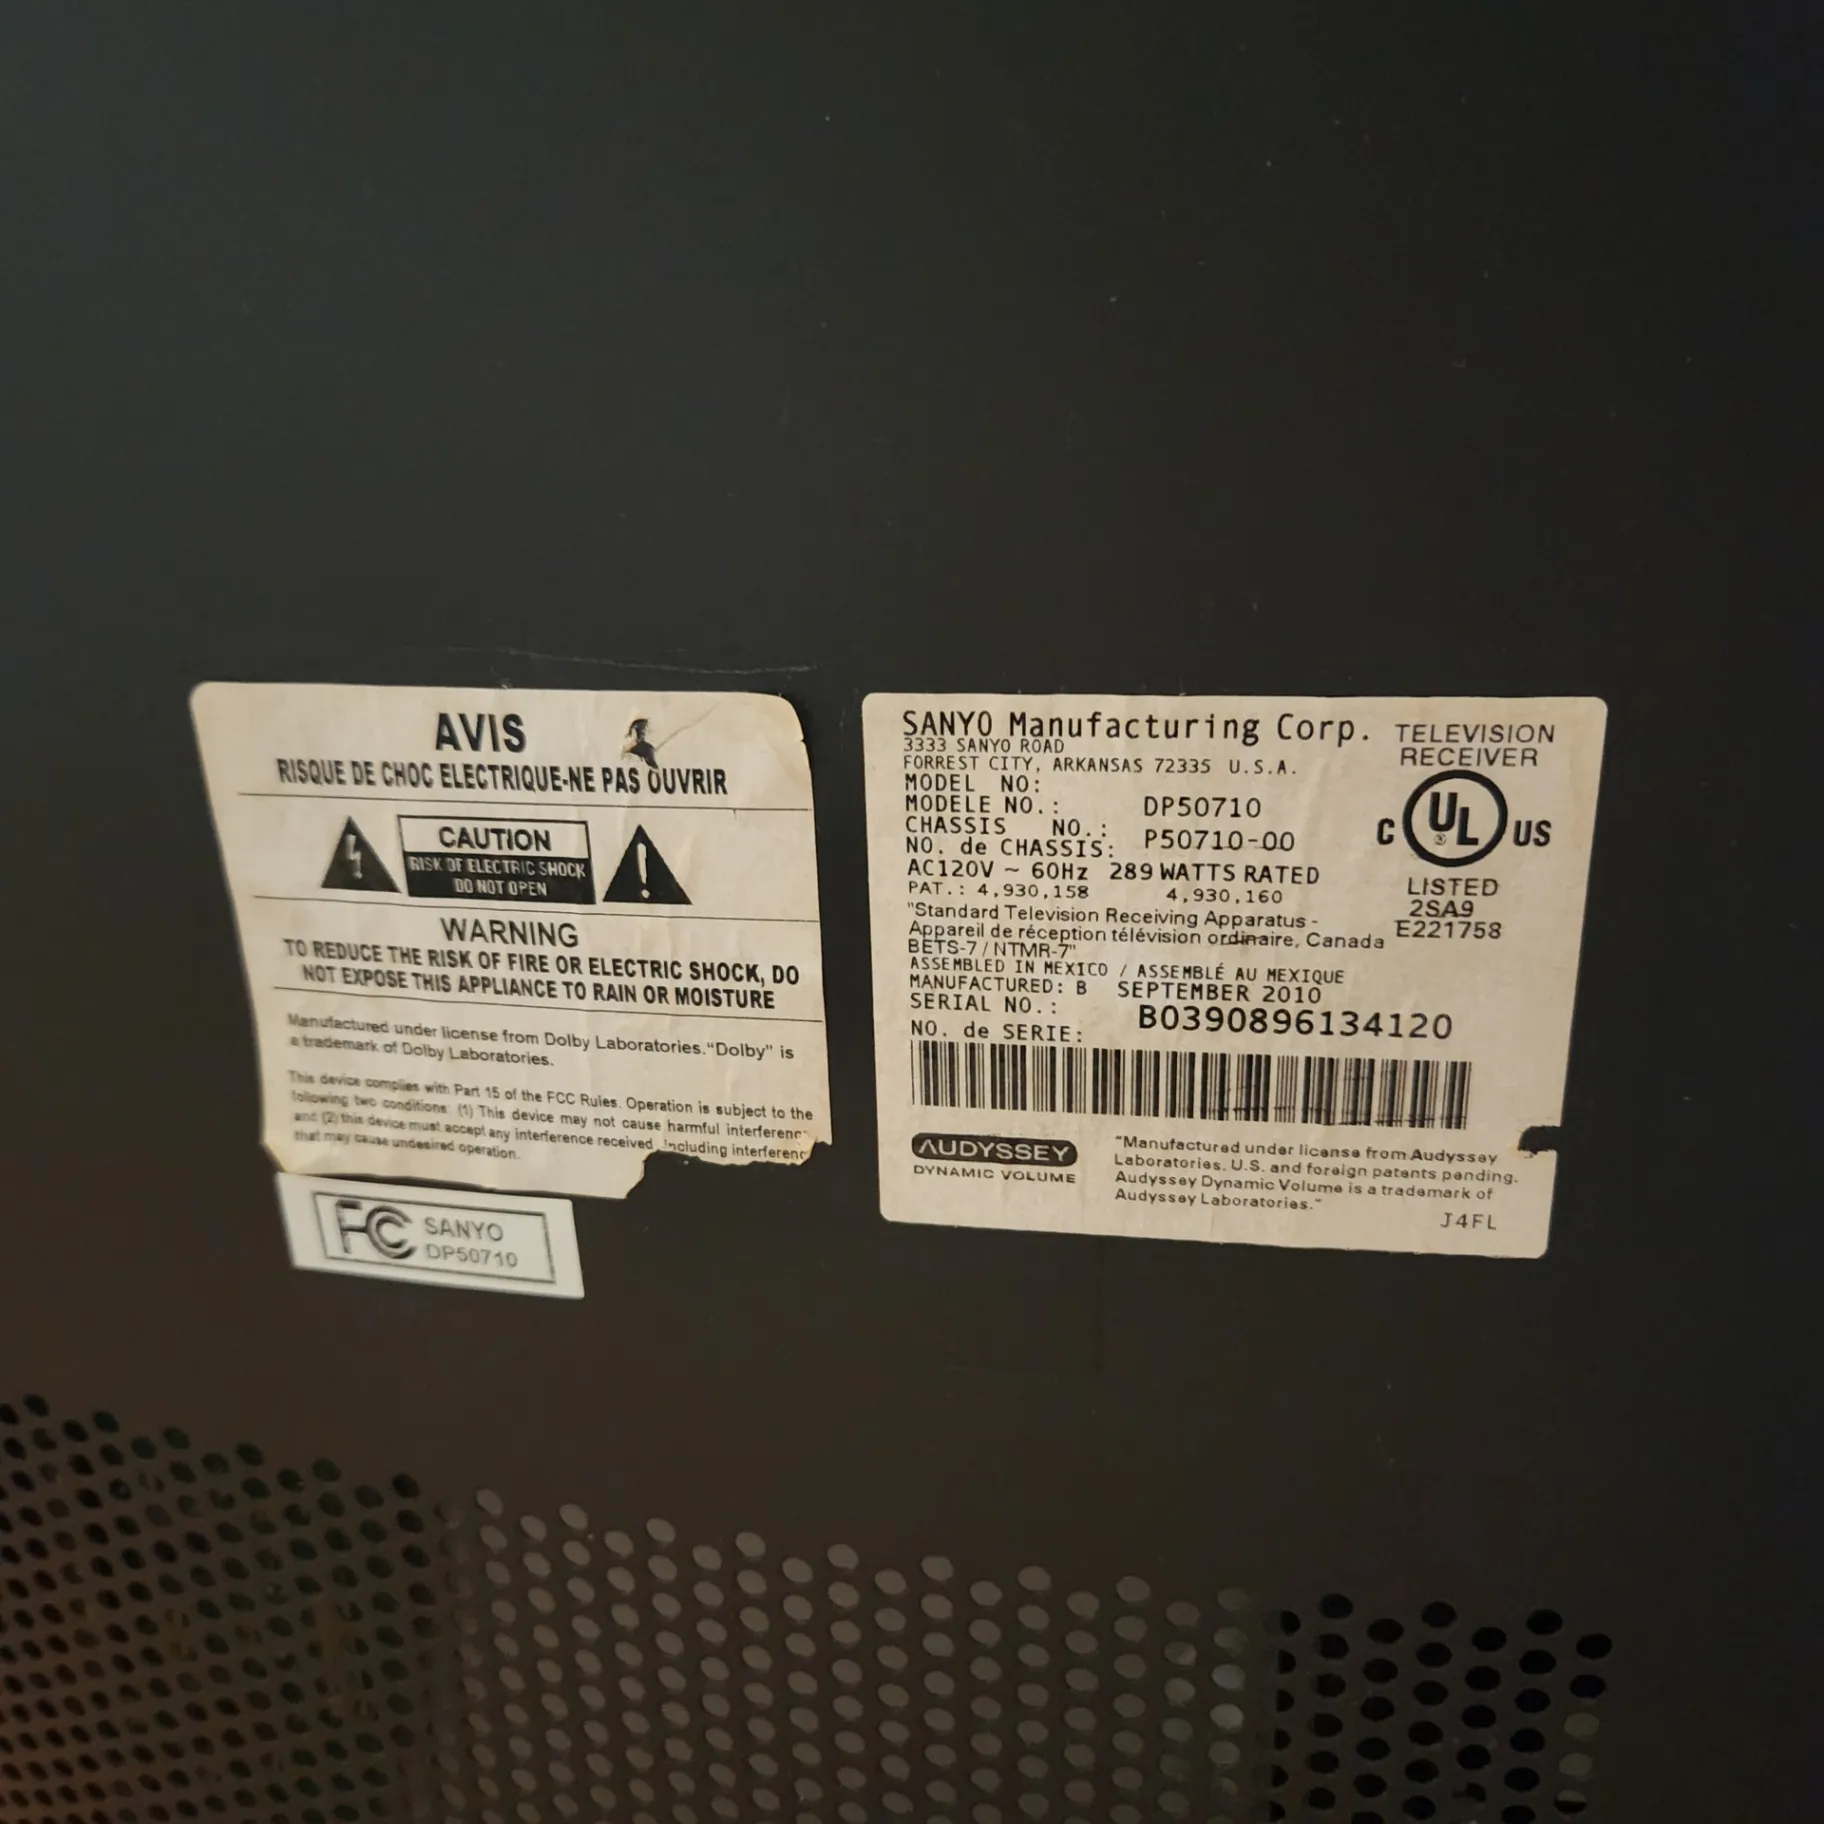 AVIS
RISQUE DE CHOC ELECTRIQUE-NE PAS OUVRIR
CAUTION
RISK OF ELECTRIC SHOCK
DO NOT OPEN
WARNING
TO REDUCE THE RISK OF FIRE OR ELECTRIC SHOCK, DO
NOT EXPOSE THIS APPLIANCE TO RAIN OR MOISTURE
Manufactured under license from Dolby Laboratories. "Dolby" is
a trademark of Dolby Laboratories.
This device complies with Part 15 of the FCC Rules. Operation is subject to the
following two conditions: (1) This device may not cause harmful interferenc
and (2) this device must accept any interference received, including interferenc
that may cause undesired operation.
FC SANYO
DP50710
SANYO Manufacturing Corp.
3333 SANYO ROAD
FORREST CITY, ARKANSAS 72335 U.S.A.
MODEL NO:
MODELE NO.: DP50710
CHASSIS NO.:
NO. de CHASSIS: P50710-00
AC120V ~ 60Hz 289 WATTS RATED
PAT.: 4,930,158 4,930,160
"Standard Television Receiving Apparatus -
Appareil de réception télévision ordinaire, Canada
BETS-7 / NTMR-7"
ASSEMBLED IN MEXICO / ASSEMBLÉ AU MEXIQUE
MANUFACTURED: B SEPTEMBER 2010
SERIAL NO.:
NO. de SERIE: B0390896134120
TELEVISION
RECEIVER
C UL US
®
LISTED
2SA9
E221758
AUDYSSEY
DYNAMIC VOLUME
"Manufactured under license from Audyssey
Laboratories. U.S. and foreign patents pending.
Audyssey Dynamic Volume is a trademark of
Audyssey Laboratories."
J4FL